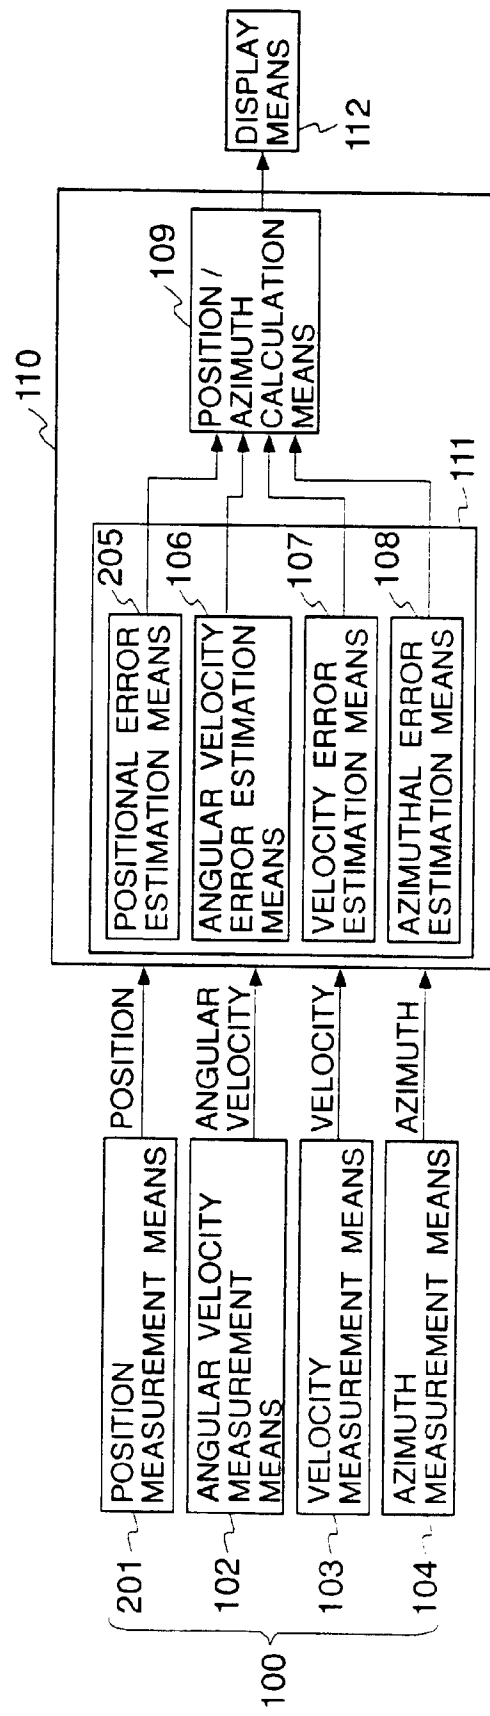 100
201
POSITION
MEASUREMENT MEANS
102
ANGULAR VELOCITY
MEASUREMENT
MEANS
103
VELOCITY
MEASUREMENT MEANS
104
AZIMUTH
MEASUREMENT MEANS
POSITION
ANGULAR
VELOCITY
VELOCITY
AZIMUTH
110
111
205
POSITIONAL ERROR
ESTIMATION MEANS
106
ANGULAR VELOCITY
ERROR ESTIMATION
MEANS
107
VELOCITY ERROR
ESTIMATION MEANS
108
AZIMUTHAL ERROR
ESTIMATION MEANS
109
POSITION /
AZIMUTH
CALCULATION
MEANS
DISPLAY
MEANS
112